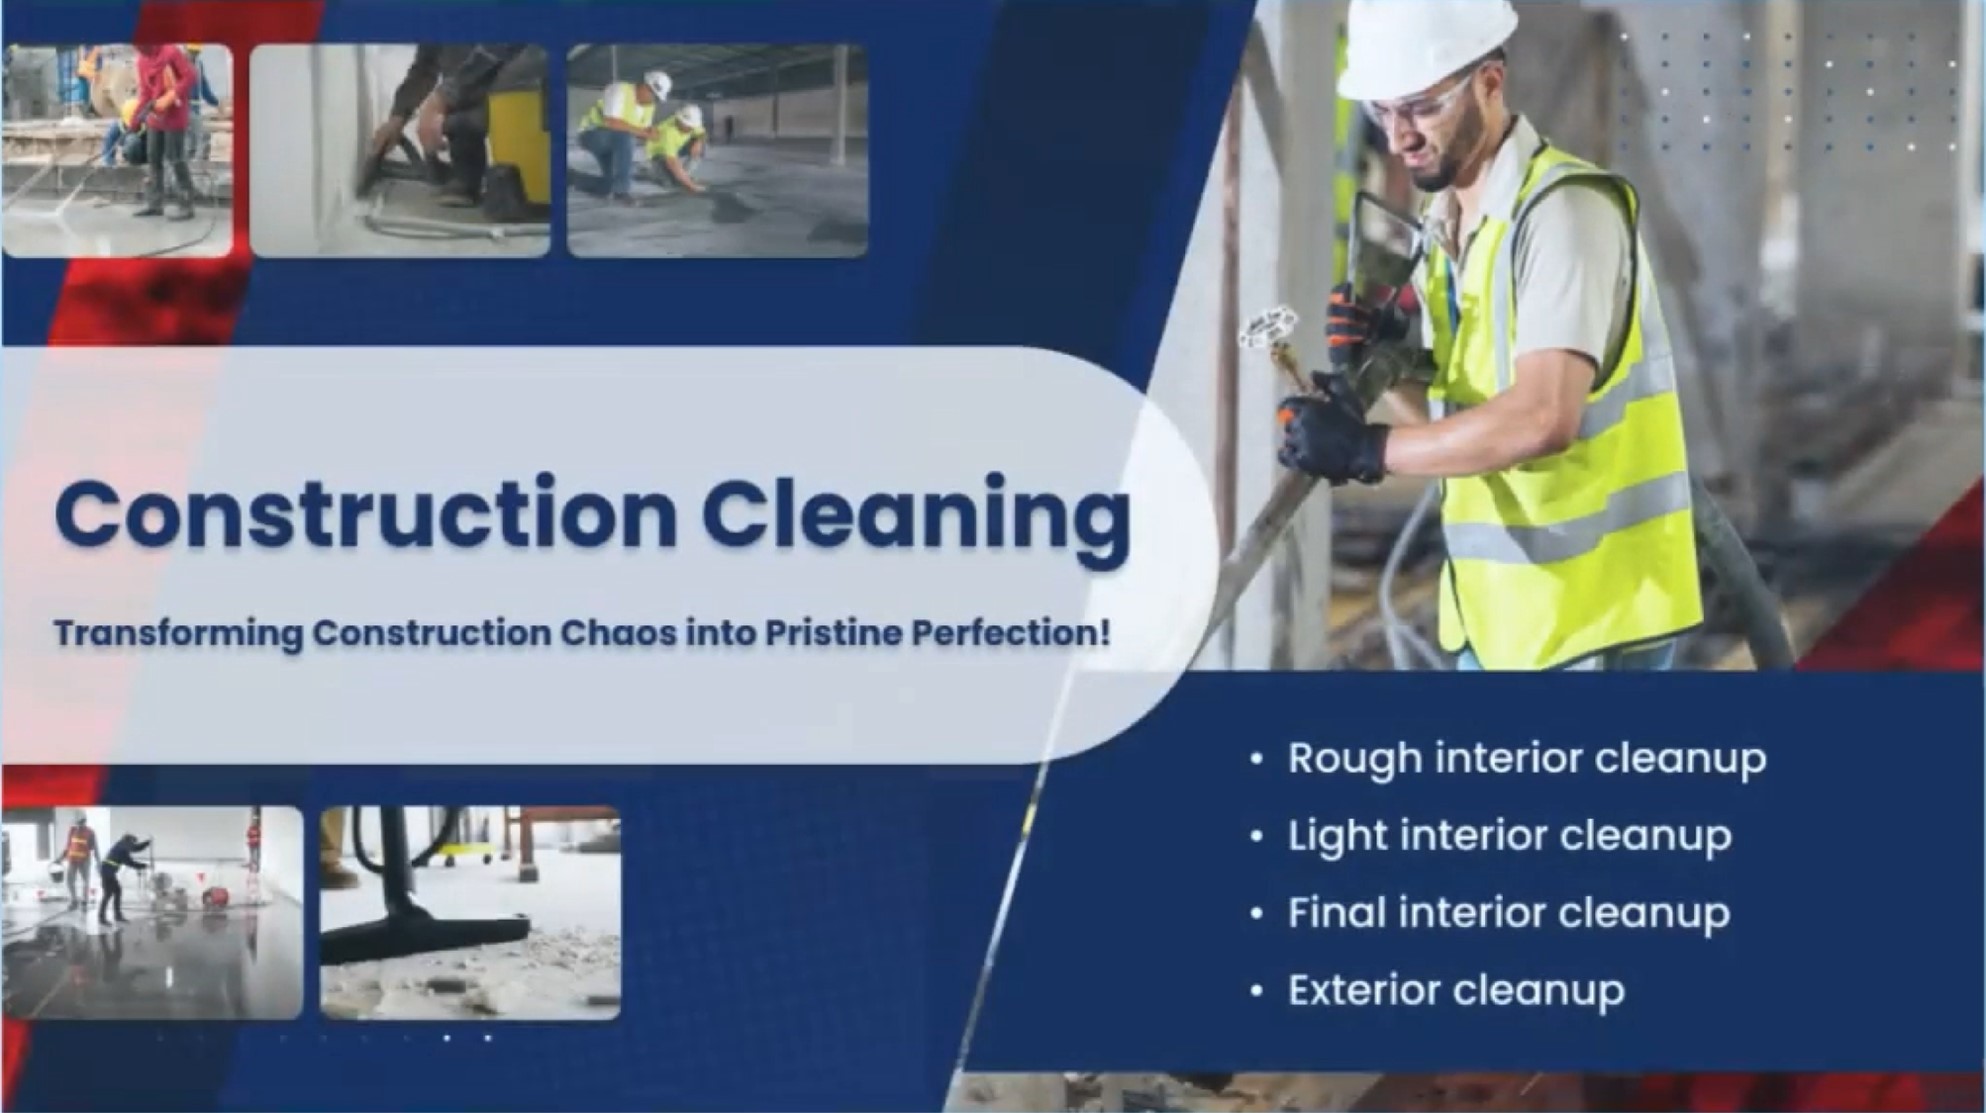 Construction Cleaning
Transforming Construction Chaos into Pristine Perfection!
• Rough interior cleanup
• Light interior cleanup
• Final interior cleanup
• Exterior cleanup